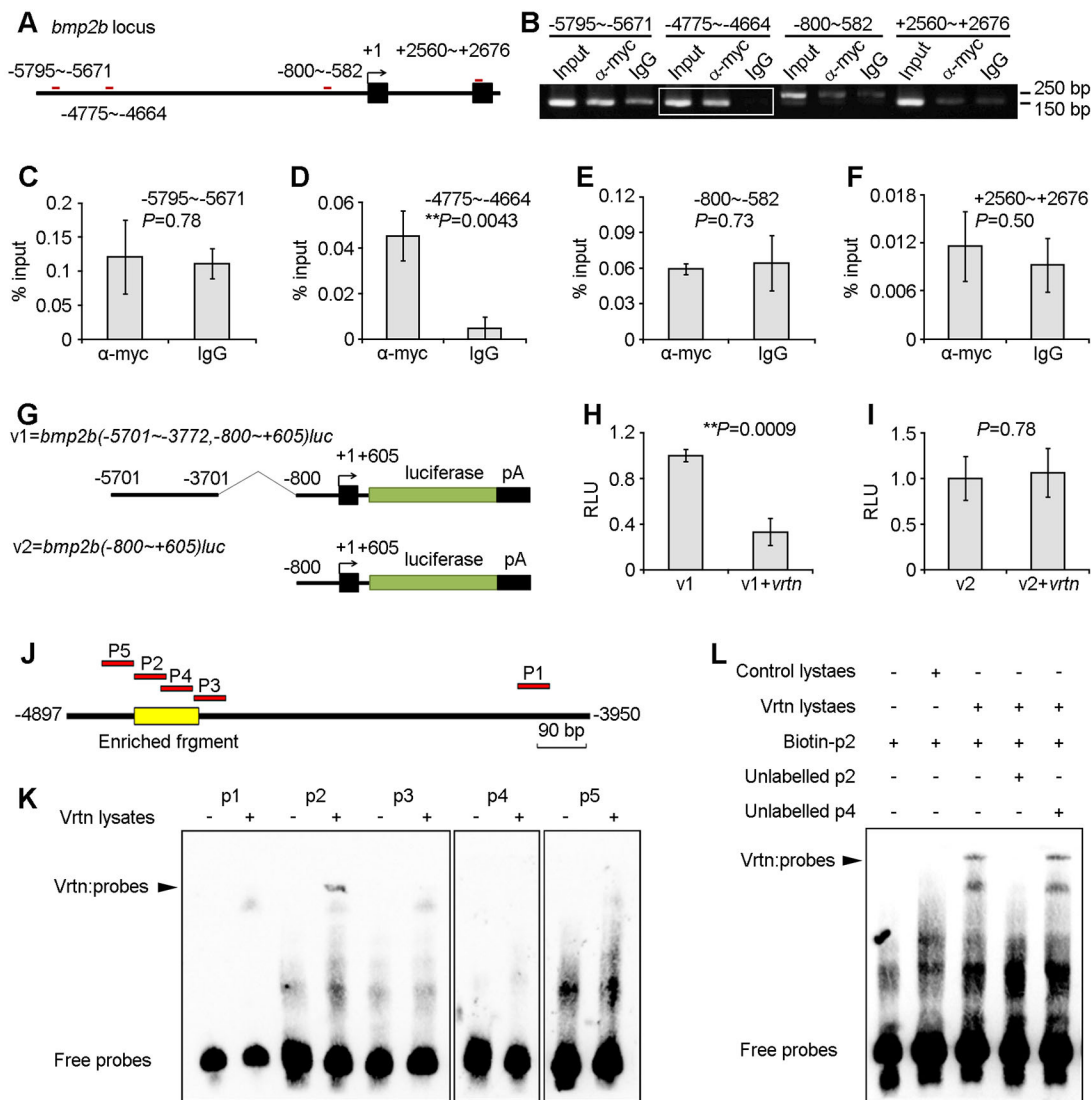 A bmp2b locus
+1 +2560~+2676
-5795~-5671 -800~-582
-4775~-4664
B -5795~-5671 -4775~-4664 -800~582 +2560~+2676
Input α-myc IgG Input α-myc IgG Input α-myc IgG Input α-myc IgG
250 bp
150 bp
C
-5795~-5671
P=0.78
% input
0.2
0.15
0.1
0.05
0
α-myc IgG
D
-4775~-4664
**P=0.0043
% input
0.06
0.04
0.02
0
α-myc IgG
E
-800~-582
P=0.73
% input
0.12
0.09
0.06
0.03
0
α-myc IgG
F
+2560~+2676
P=0.50
% input
0.018
0.012
0.006
0
α-myc IgG
G
v1=bmp2b(-5701~-3772,-800~+605)luc
-5701 -3701 -800 +1 +605 luciferase pA
v2=bmp2b(-800~+605)luc
-800 +1 +605 luciferase pA
H
**P=0.0009
RLU
1.2
0.8
0.4
0
v1 v1+vrtn
I
P=0.78
RLU
1.5
1.0
0.5
0
v2 v2+vrtn
J
P5
P2
P4
P3
P1
-4897 -3950
Enriched frgment
90 bp
K
p1 p2 p3 p4 p5
Vrtn lysates - + - + - + - + - +
Vrtn:probes
Free probes
L
Control lystaes - + - - -
Vrtn lystaes - - + + +
Biotin-p2 + + + + +
Unlabelled p2 - - - + -
Unlabelled p4 - - - - +
Vrtn:probes
Free probes